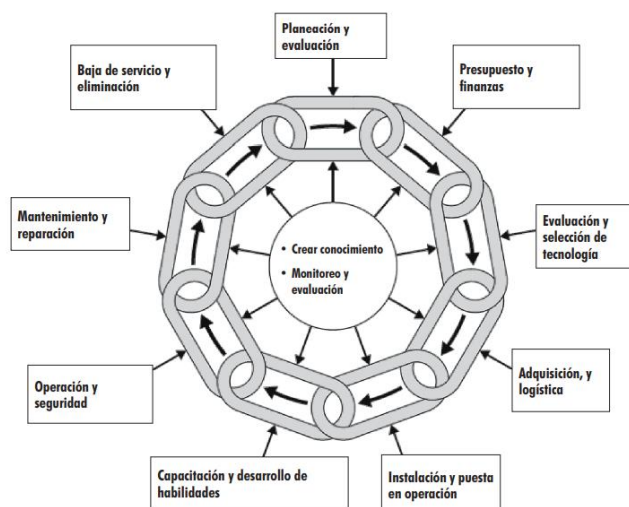 Planeación y
evaluación
Presupuesto y
finanzas
Evaluación y
selección de
tecnología
Adquisición, y
logística
Instalación y puesta
en operación
Capacitación y desarrollo de
habilidades
Operación y
seguridad
Mantenimiento y
reparación
Baja de servicio y
eliminación
• Crear conocimiento
• Monitoreo y
evaluación